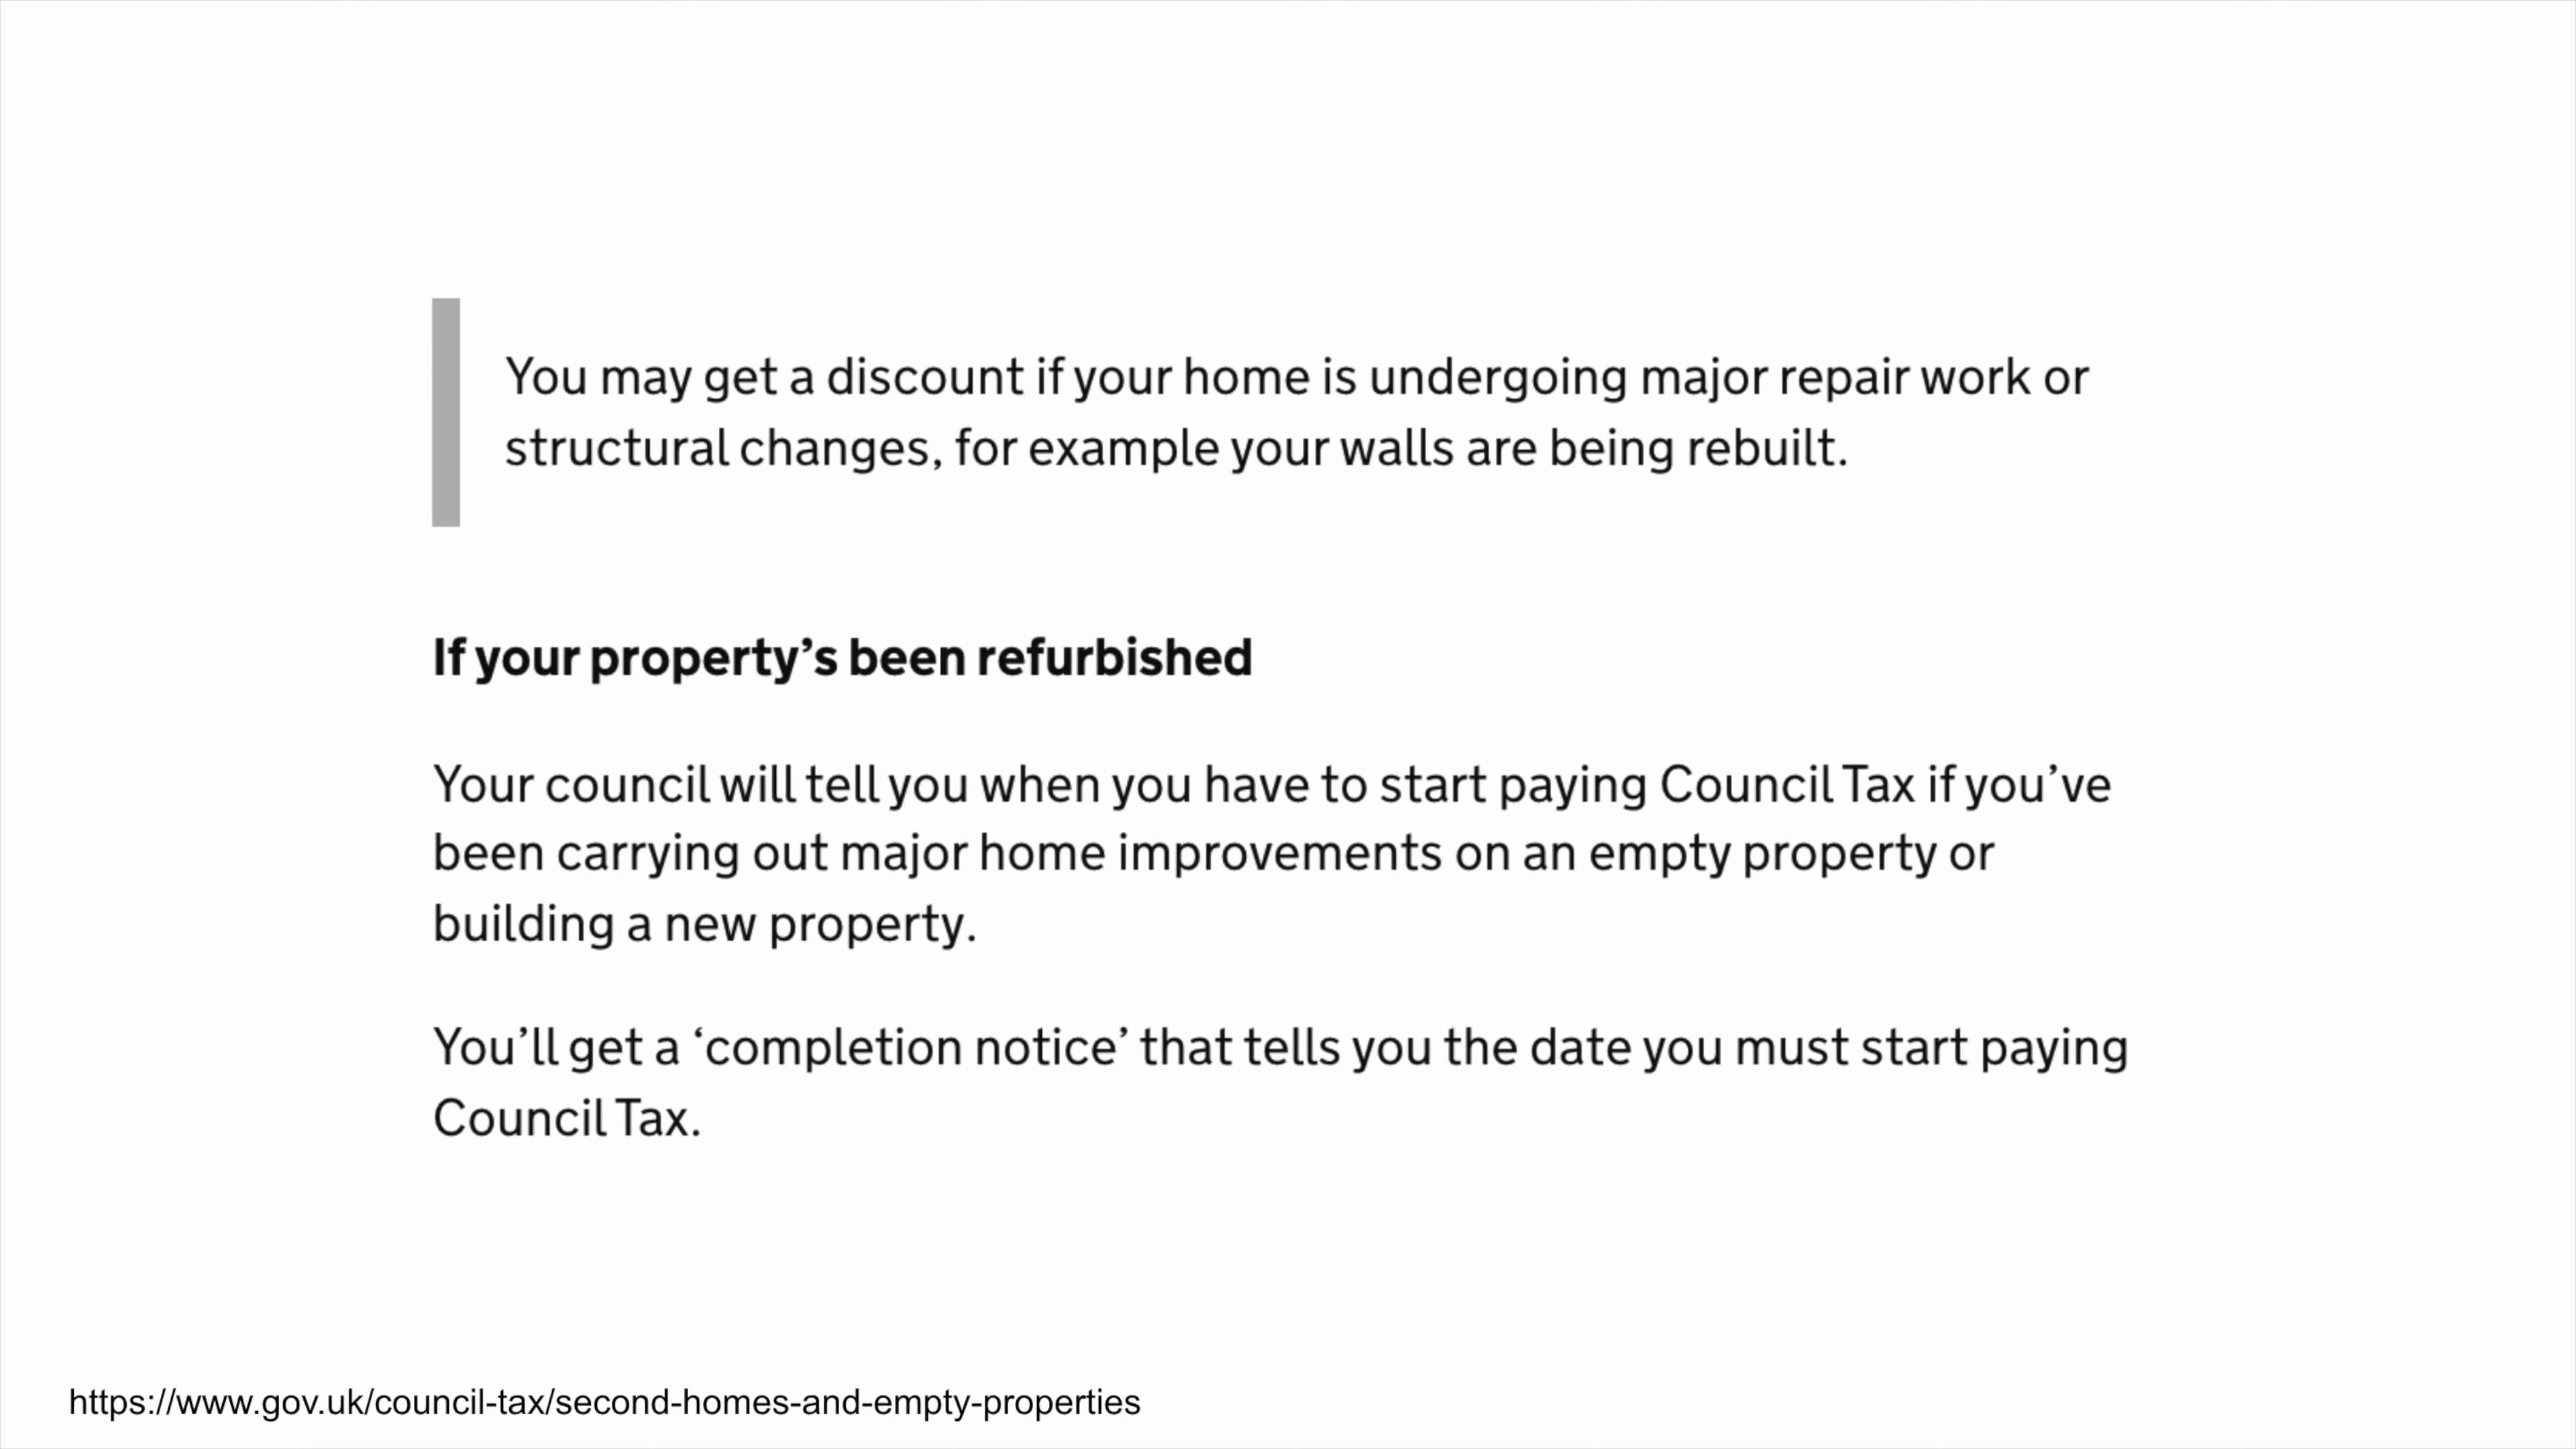 You may get a discount if your home is undergoing major repair work or
structural changes, for example your walls are being rebuilt.
If your property’s been refurbished
Your council will tell you when you have to start paying Council Tax if you’ve
been carrying out major home improvements on an empty property or
building a new property.
You’ll get a ‘completion notice’ that tells you the date you must start paying
Council Tax.
https://www.gov.uk/council-tax/second-homes-and-empty-properties